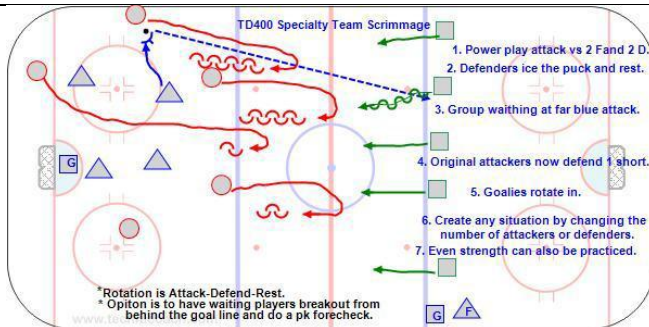 TD400 Specialty Team Scrimmage
1. Power play attack vs 2 Fand 2 D.
2. Defenders ice the puck and rest.
3. Group waithing at far blue attack.
4. Original attackers now defend 1 short.
5. Goalies rotate in.
6. Create any situation by changing the
number of attackers or defenders.
7. Even strength can also be practiced.
G
G
F
*Rotation is Attack-Defend-Rest.
* Opiton is to have waiting players breakout from
behind the goal line and do a pk forecheck.